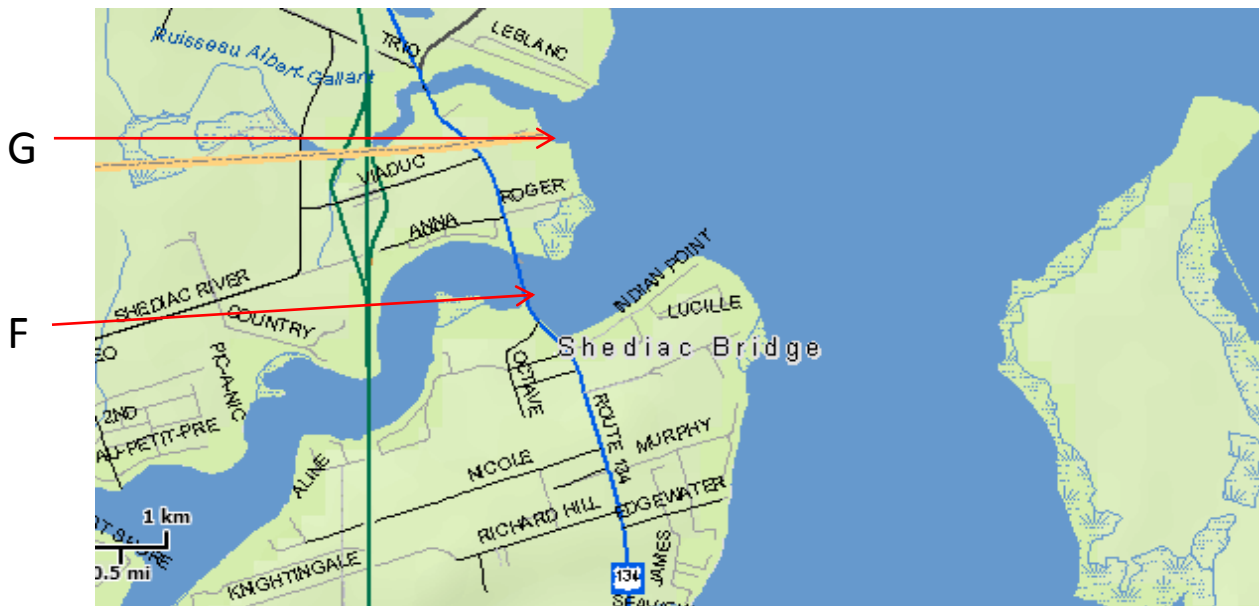 LEBLANC
TRIO
Ruisseau Albert-Gallant
G
VIADUC
ROGER
ANNA
INDIAN POINT
SHEDIAC RIVER
LUCILLE
F
COUNTRY
Shediac Bridge
EO
PIC-A-NIC
OCTAVE
2ND
ROUTE 134
AU-PETIT-PRE
MURPHY
NICOLE
ALINE
EDGEWATER
RICHARD HILL
1 km
0.5 mi
KNIGHTINGALE
JAMES
134